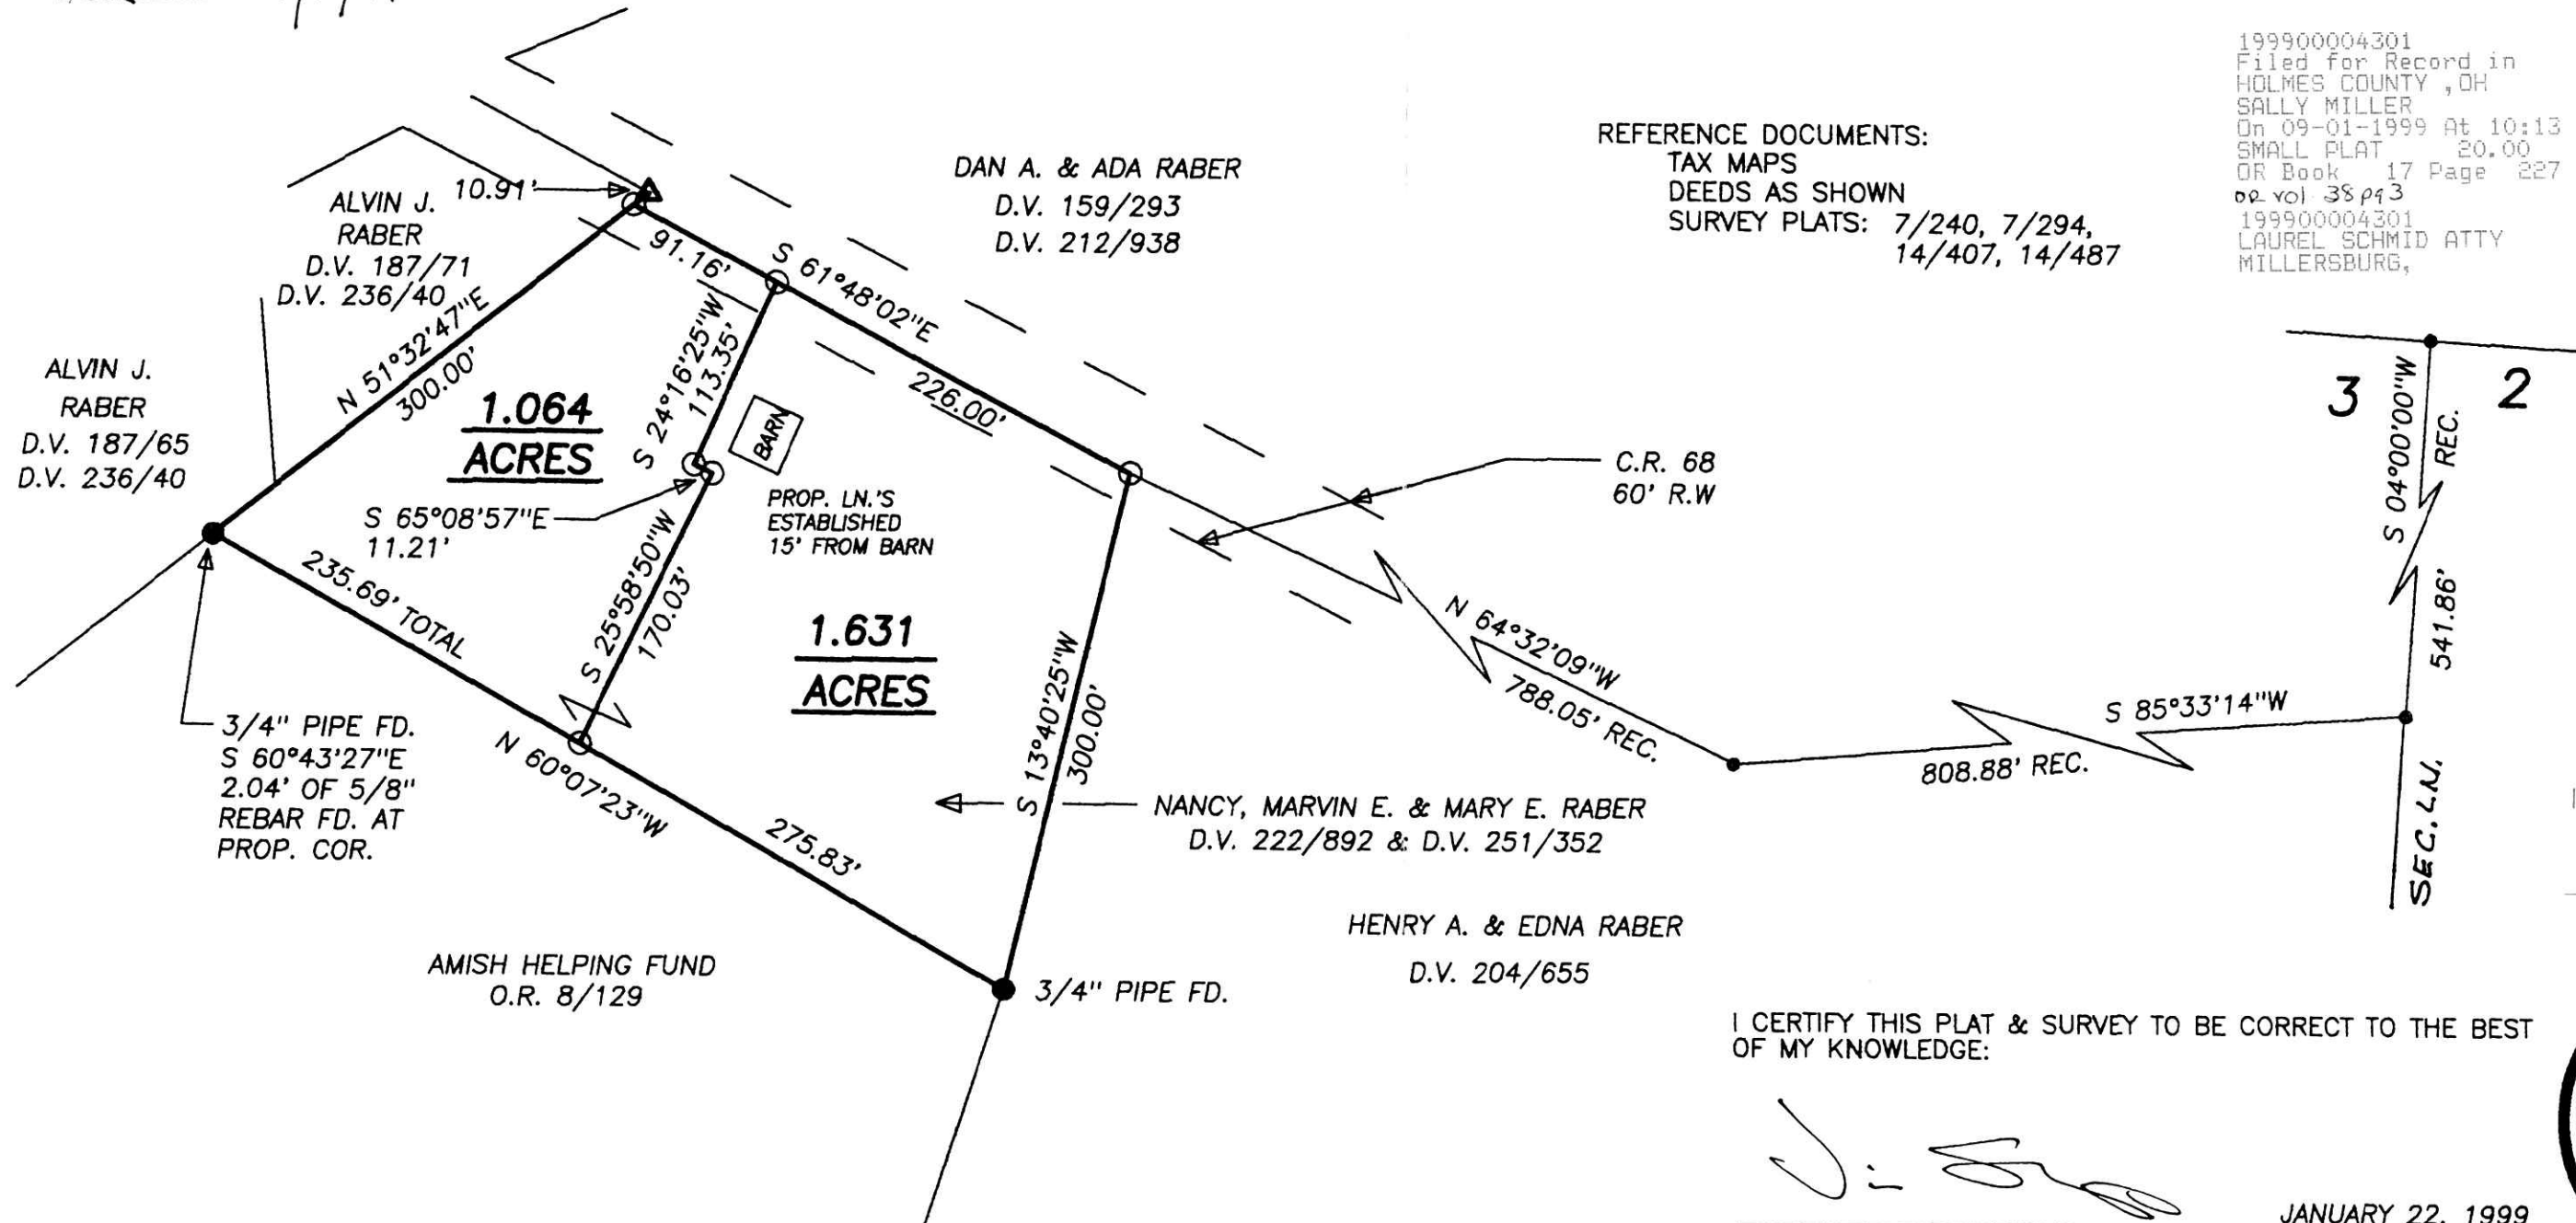 199900004301
Filed for Record in
HOLMES COUNTY ,OH
SALLY MILLER
On 09-01-1999 At 10:13
SMALL PLAT 20.00
OR Book 17 Page 227
OR vol 38 pg 3
199900004301
LAUREL SCHMID ATTY
MILLERSBURG,
REFERENCE DOCUMENTS:
TAX MAPS
DEEDS AS SHOWN
SURVEY PLATS: 7/240, 7/294,
14/407, 14/487
DAN A. & ADA RABER
D.V. 159/293
D.V. 212/938
10.91'
ALVIN J.
RABER
D.V. 187/71
D.V. 236/40
91.16'
S 61°48'02"E
226.00'
N 51°32'47"E
300.00'
ALVIN J.
RABER
D.V. 187/65
D.V. 236/40
1.064
ACRES
S 24°16'25"W
113.35'
BARN
S 65°08'57"E
11.21'
PROP. LN.'S
ESTABLISHED
15' FROM BARN
C.R. 68
60' R.W
3
2
S 04°00'00"W
REC.
541.86'
235.69' TOTAL
S 25°58'50"W
170.03'
1.631
ACRES
S 13°40'25"W
300.00'
N 64°32'09"W
788.05' REC.
S 85°33'14"W
808.88' REC.
SEC. LN.
3/4" PIPE FD.
S 60°43'27"E
2.04' OF 5/8"
REBAR FD. AT
PROP. COR.
N 60°07'23"W
275.83'
NANCY, MARVIN E. & MARY E. RABER
D.V. 222/892 & D.V. 251/352
HENRY A. & EDNA RABER
D.V. 204/655
AMISH HELPING FUND
O.R. 8/129
3/4" PIPE FD.
I CERTIFY THIS PLAT & SURVEY TO BE CORRECT TO THE BEST
OF MY KNOWLEDGE:
JANUARY 22, 1999